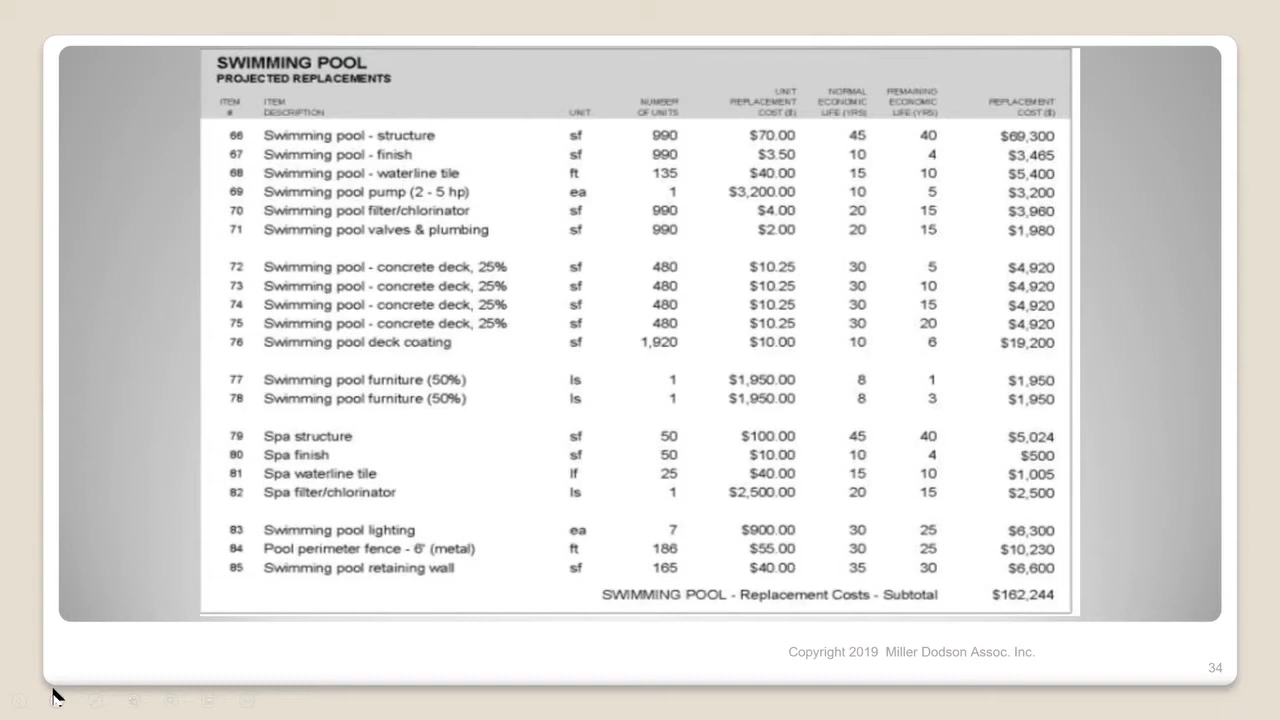 SWIMMING POOL
PROJECTED REPLACEMENTS
UNIT NORMAL REMAINING
ITEM ITEM NUMBER REPLACEMENT ECONOMIC ECONOMIC REPLACEMENT
# DESCRIPTION UNIT OF UNITS COST ($) LIFE (YRS) LIFE (YRS) COST ($)
66 Swimming pool - structure sf 990 $70.00 45 40 $69,300
67 Swimming pool - finish sf 990 $3.50 10 4 $3,465
68 Swimming pool - waterline tile ft 135 $40.00 15 10 $5,400
69 Swimming pool pump (2 - 5 hp) ea 1 $3,200.00 10 5 $3,200
70 Swimming pool filter/chlorinator sf 990 $4.00 20 15 $3,960
71 Swimming pool valves & plumbing sf 990 $2.00 20 15 $1,980
72 Swimming pool - concrete deck, 25% sf 480 $10.25 30 5 $4,920
73 Swimming pool - concrete deck, 25% sf 480 $10.25 30 10 $4,920
74 Swimming pool - concrete deck, 25% sf 480 $10.25 30 15 $4,920
75 Swimming pool - concrete deck, 25% sf 480 $10.25 30 20 $4,920
76 Swimming pool deck coating sf 1,920 $10.00 10 6 $19,200
77 Swimming pool furniture (50%) ls 1 $1,950.00 8 1 $1,950
78 Swimming pool furniture (50%) ls 1 $1,950.00 8 3 $1,950
79 Spa structure sf 50 $100.00 45 40 $5,024
80 Spa finish sf 50 $10.00 10 4 $500
81 Spa waterline tile lf 25 $40.00 15 10 $1,005
82 Spa filter/chlorinator ls 1 $2,500.00 20 15 $2,500
83 Swimming pool lighting ea 7 $900.00 30 25 $6,300
84 Pool perimeter fence - 6' (metal) ft 186 $55.00 30 25 $10,230
85 Swimming pool retaining wall sf 165 $40.00 35 30 $6,600
SWIMMING POOL - Replacement Costs - Subtotal $162,244
Copyright 2019 Miller Dodson Assoc. Inc.
34